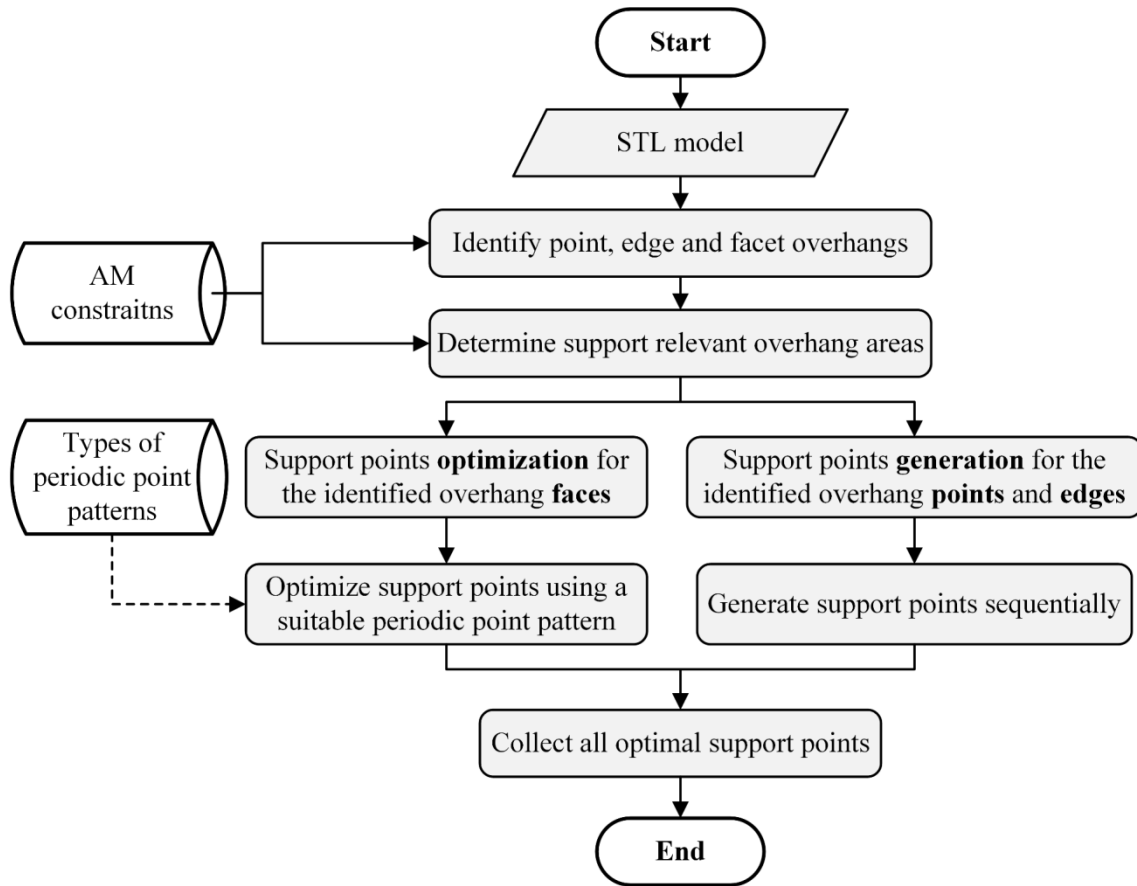 Start
STL model
Identify point, edge and facet overhangs
AM
constraitns
Determine support relevant overhang areas
Types of
periodic point
patterns
Support points optimization for
the identified overhang faces
Support points generation for the
identified overhang points and edges
Optimize support points using a
suitable periodic point pattern
Generate support points sequentially
Collect all optimal support points
End